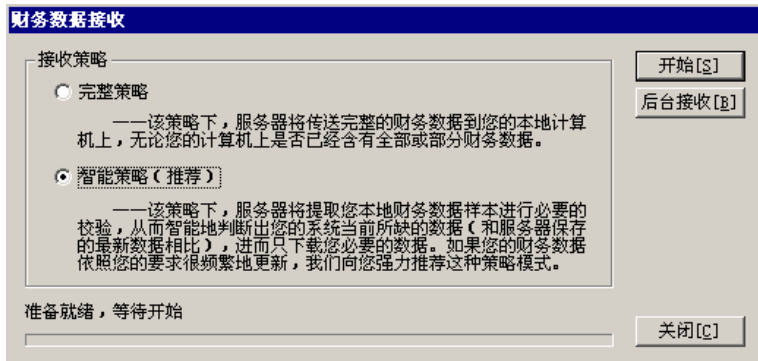 财务数据接收
接收策略
开始[S]
完整策略
后台接收[B]
——该策略下，服务器将传送完整的财务数据到您的本地计算
机上，无论您的计算机上是否已经含有全部或部分财务数据。
智能策略（推荐）
——该策略下，服务器将提取您本地财务数据样本进行必要的
校验，从而智能地判断出您的系统当前所缺的数据（和服务器保存
的最新数据相比），进而只下载您必要的数据。如果您的财务数据
依照您的要求很频繁地更新，我们向您强力推荐这种策略模式。
准备就绪，等待开始
关闭[C]